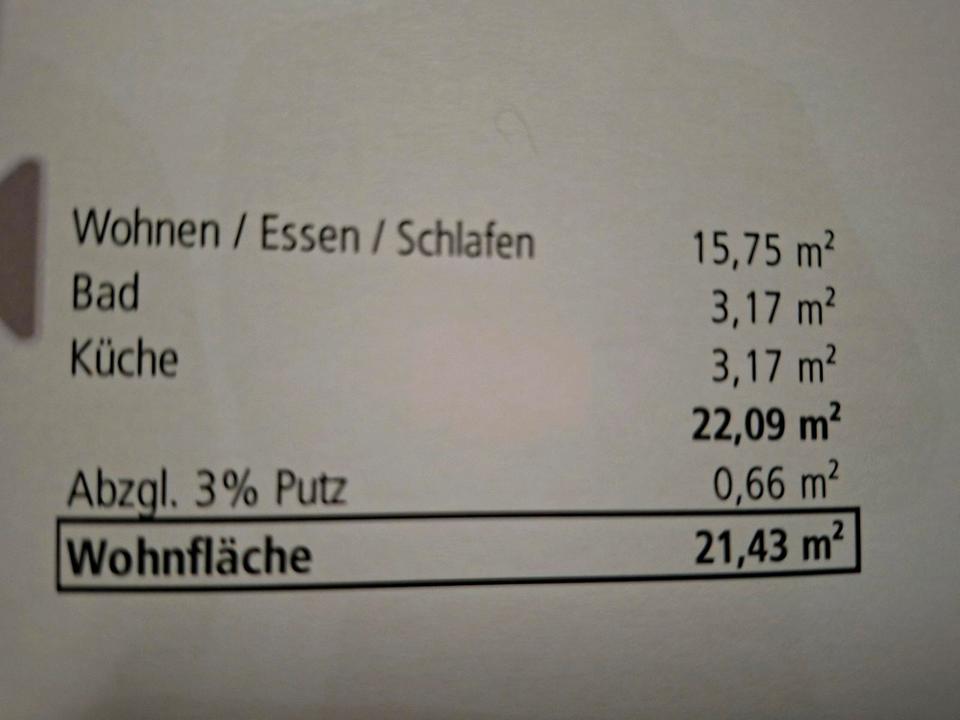 Wohnen / Essen / Schlafen 15,75 m²
Bad 3,17 m²
Küche 3,17 m²
22,09 m²
Abzgl. 3% Putz 0,66 m²
Wohnfläche 21,43 m²